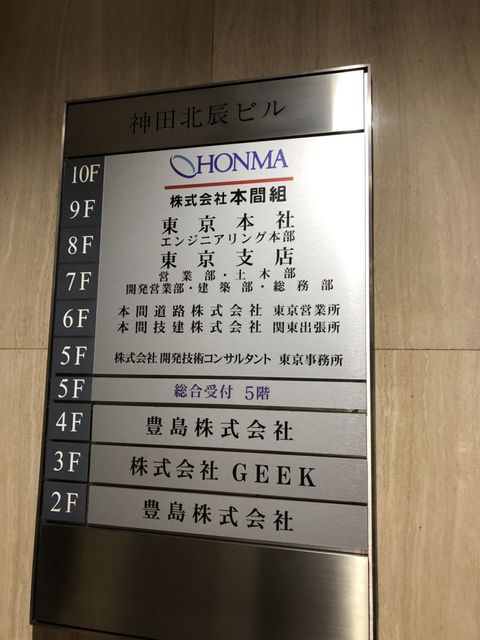 神田北辰ビル
10F
HONMA
株式会社本間組
9F
東京本社
エンジニアリング本部
8F
東京支店
営業部・土木部
7F
開発営業部・建築部・総務部
6F
本間道路株式会社 東京営業所
本間技建株式会社 関東出張所
5F
株式会社 開発技術コンサルタント 東京事務所
5F 総合受付 5階
4F 豊島株式会社
3F 株式会社 GEEK
2F 豊島株式会社